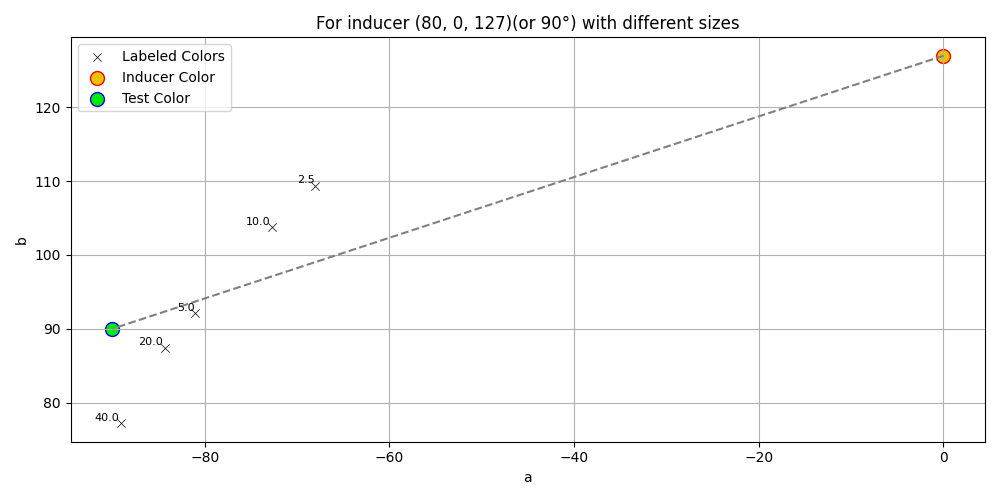 For inducer (80, 0, 127)(or 90°) with different sizes
Labeled Colors
Inducer Color
Test Color
120
110
100
90
80
b
2.5
10.0
5.0
20.0
40.0
−80
−60
−40
−20
0
a